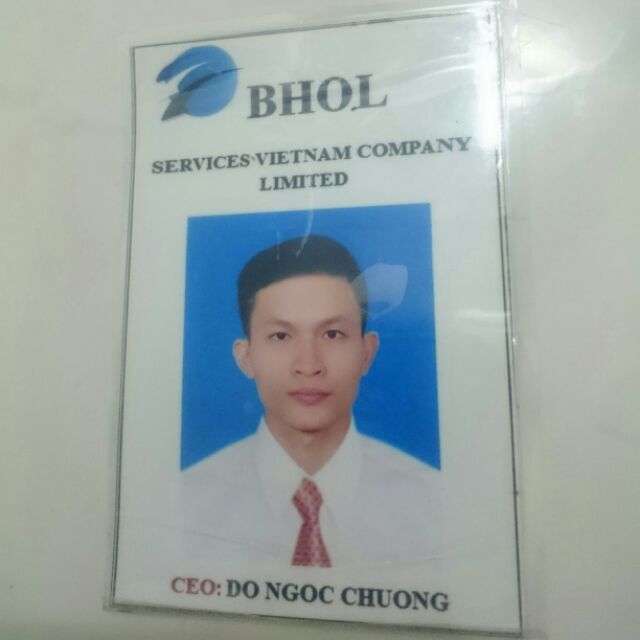 BHOL
SERVICES VIETNAM COMPANY
LIMITED
CEO: DO NGOC CHUONG